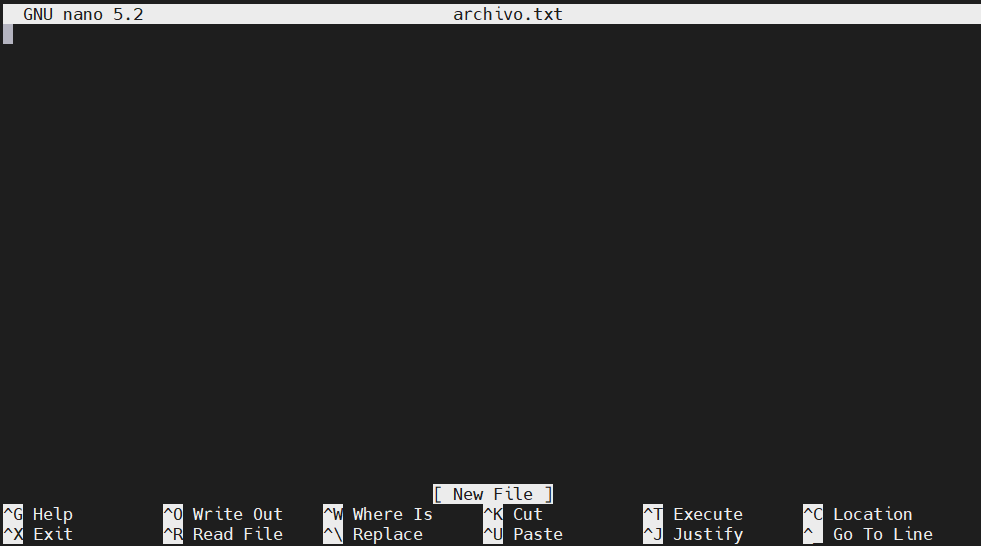 GNU nano 5.2 archivo.txt
[ New File ]
^G Help ^O Write Out ^W Where Is ^K Cut ^T Execute ^C Location
^X Exit ^R Read File ^\ Replace ^U Paste ^J Justify ^_ Go To Line